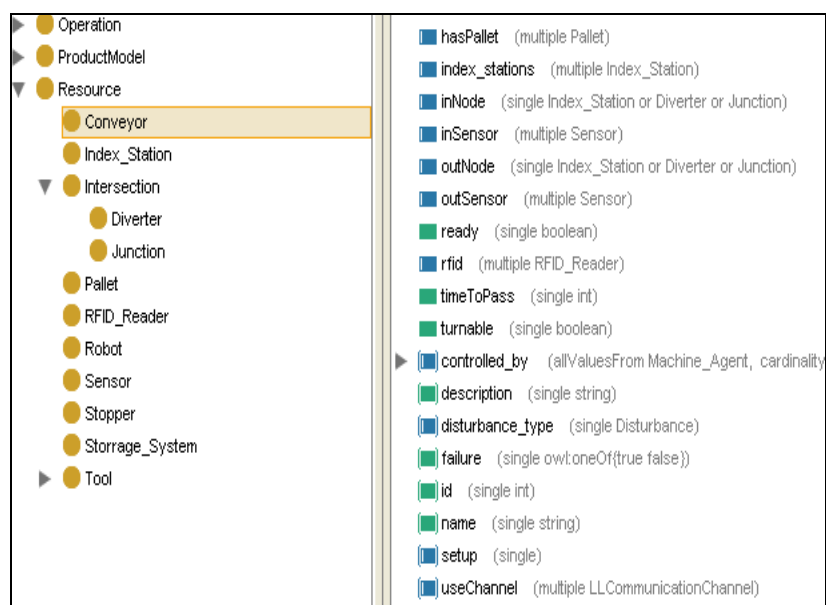 Operation
ProductModel
Resource
Conveyor
Index_Station
Intersection
Diverter
Junction
Pallet
RFID_Reader
Robot
Sensor
Stopper
Storrage_System
Tool
hasPallet (multiple Pallet)
index_stations (multiple Index_Station)
inNode (single Index_Station or Diverter or Junction)
inSensor (multiple Sensor)
outNode (single Index_Station or Diverter or Junction)
outSensor (multiple Sensor)
ready (single boolean)
rfid (multiple RFID_Reader)
timeToPass (single int)
turnable (single boolean)
controlled_by (allValuesFrom Machine_Agent, cardinality
description (single string)
disturbance_type (single Disturbance)
failure (single owl:oneOf{true false})
id (single int)
name (single string)
setup (single)
useChannel (multiple LLCommunicationChannel)